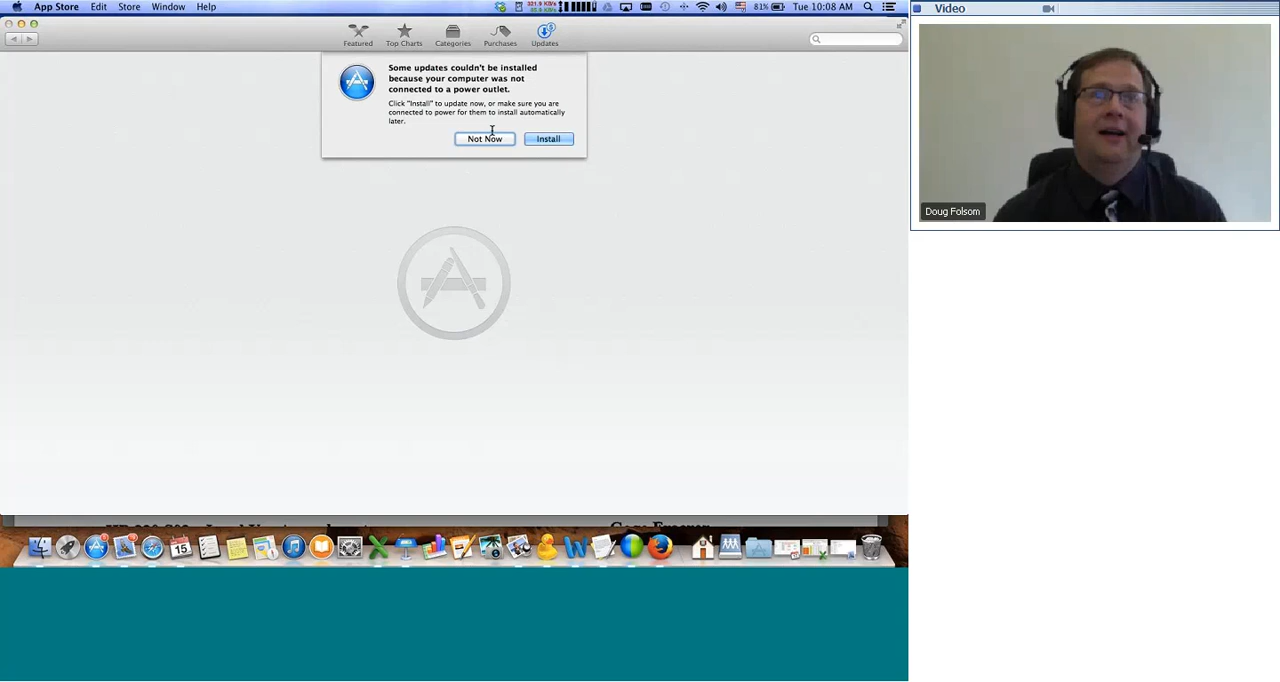 App Store Edit Store Window Help
81% Tue 10:08 AM
Featured Top Charts Categories Purchases Updates
Some updates couldn't be installed
because your computer was not
connected to a power outlet.
Click "Install" to update now, or make sure you are
connected to power for them to install automatically
later.
Not Now Install
15
Video
Doug Folsom